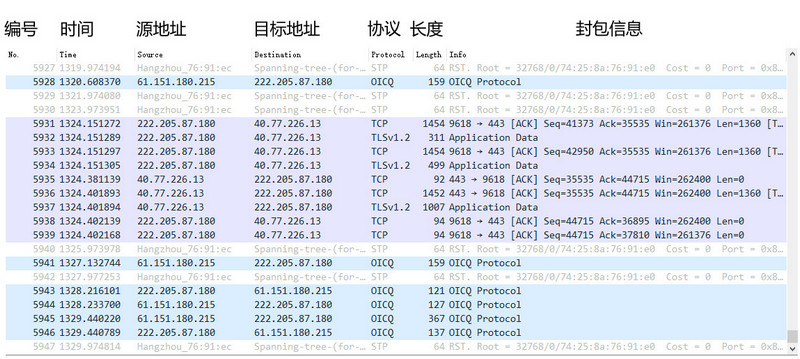 编号 时间 源地址 目标地址 协议 长度 封包信息
No. Time Source Destination Protocol Length Info
5927 1319.974194 Hangzhou_76:91:ec Spanning-tree-(for-… STP 64 RST. Root = 32768/0/74:25:8a:76:91:e0 Cost = 0 Port = 0x8…
5928 1320.608370 61.151.180.215 222.205.87.180 OICQ 159 OICQ Protocol
5929 1321.974080 Hangzhou_76:91:ec Spanning-tree-(for-… STP 64 RST. Root = 32768/0/74:25:8a:76:91:e0 Cost = 0 Port = 0x8…
5930 1323.973951 Hangzhou_76:91:ec Spanning-tree-(for-… STP 64 RST. Root = 32768/0/74:25:8a:76:91:e0 Cost = 0 Port = 0x8…
5931 1324.151272 222.205.87.180 40.77.226.13 TCP 1454 9618 → 443 [ACK] Seq=41373 Ack=35535 Win=261376 Len=1360 [T…
5932 1324.151289 222.205.87.180 40.77.226.13 TLSv1.2 311 Application Data
5933 1324.151297 222.205.87.180 40.77.226.13 TCP 1454 9618 → 443 [ACK] Seq=42950 Ack=35535 Win=261376 Len=1360 [T…
5934 1324.151305 222.205.87.180 40.77.226.13 TLSv1.2 499 Application Data
5935 1324.381139 40.77.226.13 222.205.87.180 TCP 92 443 → 9618 [ACK] Seq=35535 Ack=44715 Win=262400 Len=0
5936 1324.401893 40.77.226.13 222.205.87.180 TCP 1452 443 → 9618 [ACK] Seq=35535 Ack=44715 Win=262400 Len=1360 [T…
5937 1324.401894 40.77.226.13 222.205.87.180 TLSv1.2 1007 Application Data
5938 1324.402139 222.205.87.180 40.77.226.13 TCP 94 9618 → 443 [ACK] Seq=44715 Ack=36895 Win=262400 Len=0
5939 1324.402168 222.205.87.180 40.77.226.13 TCP 94 9618 → 443 [ACK] Seq=44715 Ack=37810 Win=261376 Len=0
5940 1325.973978 Hangzhou_76:91:ec Spanning-tree-(for-… STP 64 RST. Root = 32768/0/74:25:8a:76:91:e0 Cost = 0 Port = 0x8…
5941 1327.132744 61.151.180.215 222.205.87.180 OICQ 159 OICQ Protocol
5942 1327.977253 Hangzhou_76:91:ec Spanning-tree-(for-… STP 64 RST. Root = 32768/0/74:25:8a:76:91:e0 Cost = 0 Port = 0x8…
5943 1328.216101 222.205.87.180 61.151.180.215 OICQ 121 OICQ Protocol
5944 1328.233700 61.151.180.215 222.205.87.180 OICQ 127 OICQ Protocol
5945 1329.440220 61.151.180.215 222.205.87.180 OICQ 367 OICQ Protocol
5946 1329.440789 222.205.87.180 61.151.180.215 OICQ 137 OICQ Protocol
5947 1329.974814 Hangzhou_76:91:ec Spanning-tree-(for-… STP 64 RST. Root = 32768/0/74:25:8a:76:91:e0 Cost = 0 Port = 0x8…